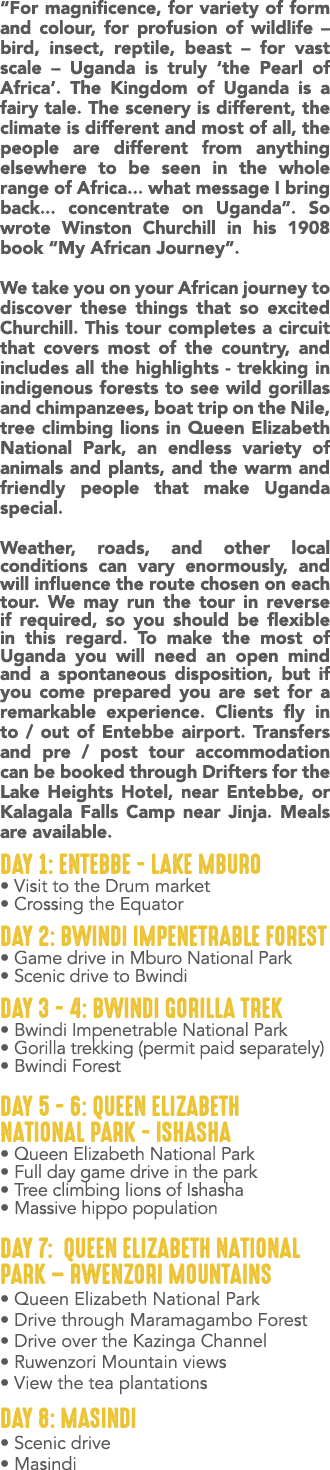 “For magnificence, for variety of form
and colour, for profusion of wildlife –
bird, insect, reptile, beast – for vast
scale – Uganda is truly ‘the Pearl of
Africa’. The Kingdom of Uganda is a
fairy tale. The scenery is different, the
climate is different and most of all, the
people are different from anything
elsewhere to be seen in the whole
range of Africa... what message I bring
back... concentrate on Uganda”. So
wrote Winston Churchill in his 1908
book “My African Journey”.
We take you on your African journey to
discover these things that so excited
Churchill. This tour completes a circuit
that covers most of the country, and
includes all the highlights - trekking in
indigenous forests to see wild gorillas
and chimpanzees, boat trip on the Nile,
tree climbing lions in Queen Elizabeth
National Park, an endless variety of
animals and plants, and the warm and
friendly people that make Uganda
special.
Weather, roads, and other local
conditions can vary enormously, and
will influence the route chosen on each
tour. We may run the tour in reverse
if required, so you should be flexible
in this regard. To make the most of
Uganda you will need an open mind
and a spontaneous disposition, but if
you come prepared you are set for a
remarkable experience. Clients fly in
to / out of Entebbe airport. Transfers
and pre / post tour accommodation
can be booked through Drifters for the
Lake Heights Hotel, near Entebbe, or
Kalagala Falls Camp near Jinja. Meals
are available.
DAY 1: ENTEBBE - LAKE MBURO
• Visit to the Drum market
• Crossing the Equator
DAY 2: BWINDI IMPENETRABLE FOREST
• Game drive in Mburo National Park
• Scenic drive to Bwindi
DAY 3 - 4: BWINDI GORILLA TREK
• Bwindi Impenetrable National Park
• Gorilla trekking (permit paid separately)
• Bwindi Forest
DAY 5 - 6: QUEEN ELIZABETH
NATIONAL PARK - ISHASHA
• Queen Elizabeth National Park
• Full day game drive in the park
• Tree climbing lions of Ishasha
• Massive hippo population
DAY 7: QUEEN ELIZABETH NATIONAL
PARK – RWENZORI MOUNTAINS
• Queen Elizabeth National Park
• Drive through Maramagambo Forest
• Drive over the Kazinga Channel
• Ruwenzori Mountain views
• View the tea plantations
DAY 8: MASINDI
• Scenic drive
• Masindi